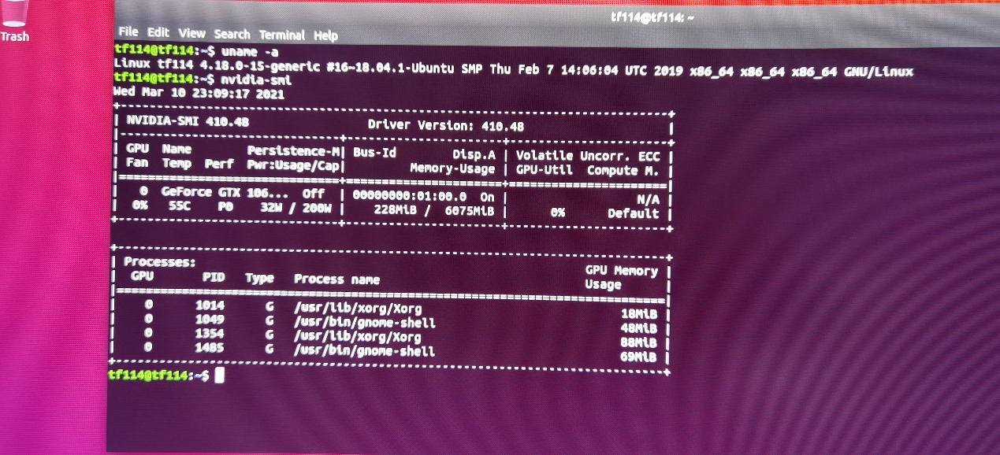 Trash
tf114@tf114: ~
File Edit View Search Terminal Help
tf114@tf114:~$ uname -a
Linux tf114 4.18.0-15-generic #16~18.04.1-Ubuntu SMP Thu Feb 7 14:06:04 UTC 2019 x86_64 x86_64 x86_64 GNU/Linux
tf114@tf114:~$ nvidia-smi
Wed Mar 10 23:09:17 2021
+-----------------------------------------------------------------------------+
| NVIDIA-SMI 410.48                 Driver Version: 410.48                    |
|-------------------------------+----------------------+----------------------+
| GPU  Name        Persistence-M| Bus-Id        Disp.A | Volatile Uncorr. ECC |
| Fan  Temp  Perf  Pwr:Usage/Cap|         Memory-Usage | GPU-Util  Compute M. |
|===============================+======================+======================|
|   0  GeForce GTX 106...  Off  | 00000000:01:00.0  On |                  N/A |
|  0%   55C    P0    32W / 200W |    228MiB /  6075MiB |      0%      Default |
+-------------------------------+----------------------+----------------------+
+-----------------------------------------------------------------------------+
| Processes:                                                       GPU Memory |
|  GPU       PID   Type   Process name                             Usage      |
|=============================================================================|
|    0      1014      G   /usr/lib/xorg/Xorg                            18MiB |
|    0      1049      G   /usr/bin/gnome-shell                          48MiB |
|    0      1354      G   /usr/lib/xorg/Xorg                            88MiB |
|    0      1485      G   /usr/bin/gnome-shell                          69MiB |
+-----------------------------------------------------------------------------+
tf114@tf114:~$